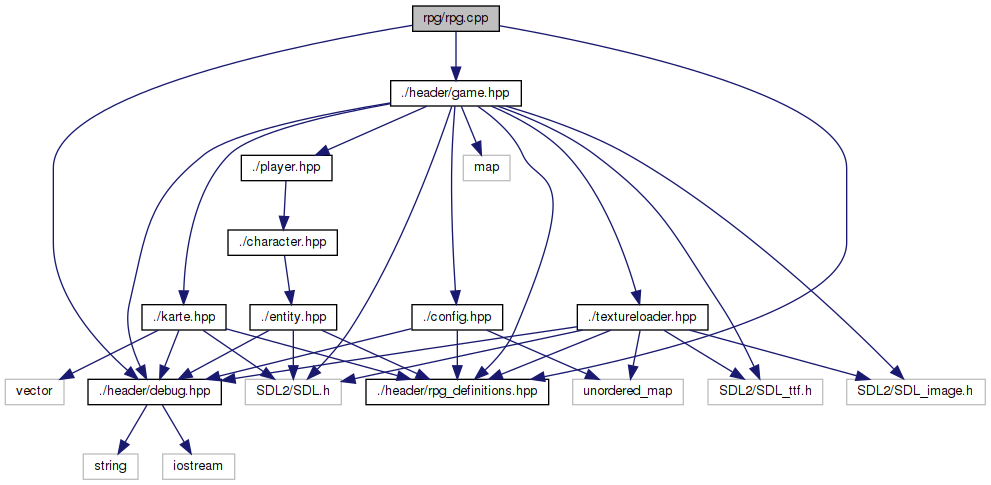 rpg/rpg.cpp
./header/game.hpp
./player.hpp
map
./character.hpp
./karte.hpp
./entity.hpp
./config.hpp
./textureloader.hpp
vector
./header/debug.hpp
SDL2/SDL.h
./header/rpg_definitions.hpp
unordered_map
SDL2/SDL_ttf.h
SDL2/SDL_image.h
string
iostream